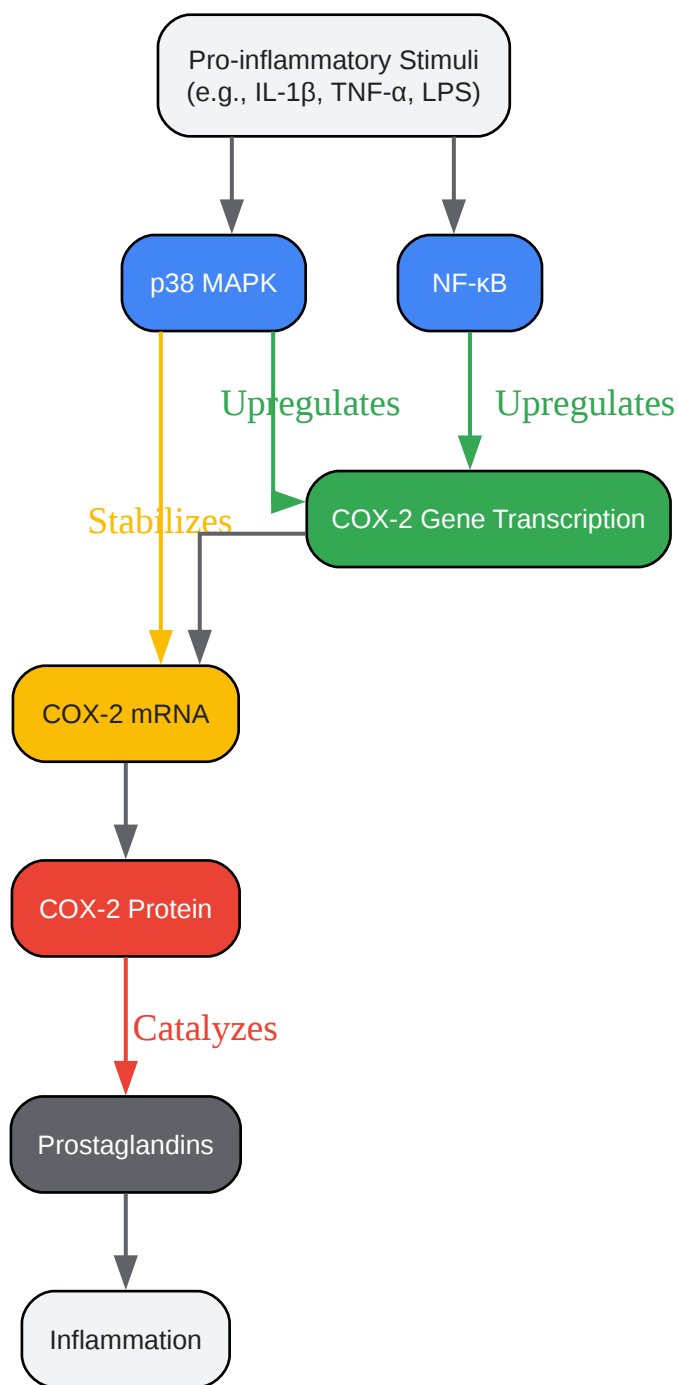 Pro-inflammatory Stimuli
(e.g., IL-1β, TNF-α, LPS)
p38 MAPK
NF-κB
Upregulates
Upregulates
Stabilizes
COX-2 Gene Transcription
COX-2 mRNA
COX-2 Protein
Catalyzes
Prostaglandins
Inflammation